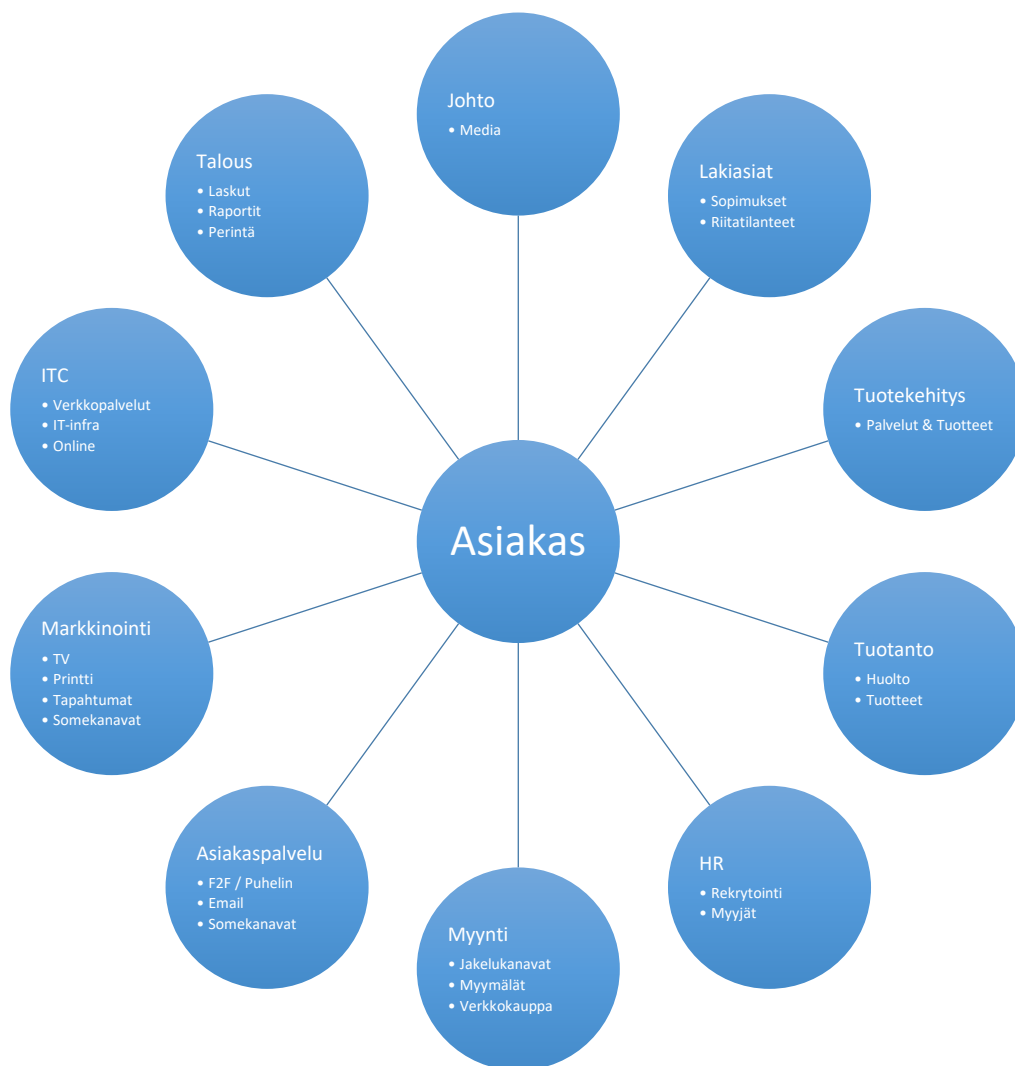 Johto
• Media
Lakiasiat
• Sopimukset
• Riitatilanteet
Tuotekehitys
• Palvelut & Tuotteet
Tuotanto
• Huolto
• Tuotteet
HR
• Rekrytointi
• Myyjät
Myynti
• Jakelukanavat
• Myymälät
• Verkkokauppa
Asiakaspalvelu
• F2F / Puhelin
• Email
• Somekanavat
Markkinointi
• TV
• Printti
• Tapahtumat
• Somekanavat
ITC
• Verkkopalvelut
• IT-infra
• Online
Talous
• Laskut
• Raportit
• Perintä
Asiakas